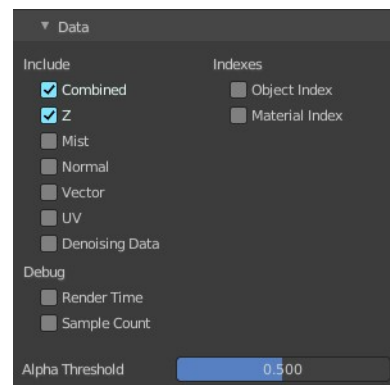 Data
Include
Combined
Z
Mist
Normal
Vector
UV
Denoising Data
Indexes
Object Index
Material Index
Debug
Render Time
Sample Count
Alpha Threshold 0.500